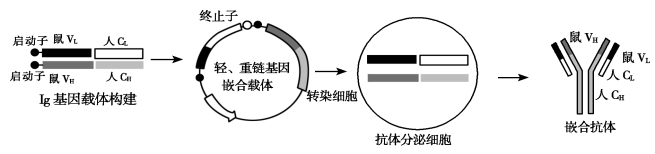 启动子 鼠 VL 人 CL
启动子 鼠 VH 人 CH
Ig 基因载体构建
终止子
轻、重链基因
嵌合载体
转染细胞
抗体分泌细胞
鼠 VH
鼠 VL
人 CL
人 CH
嵌合抗体